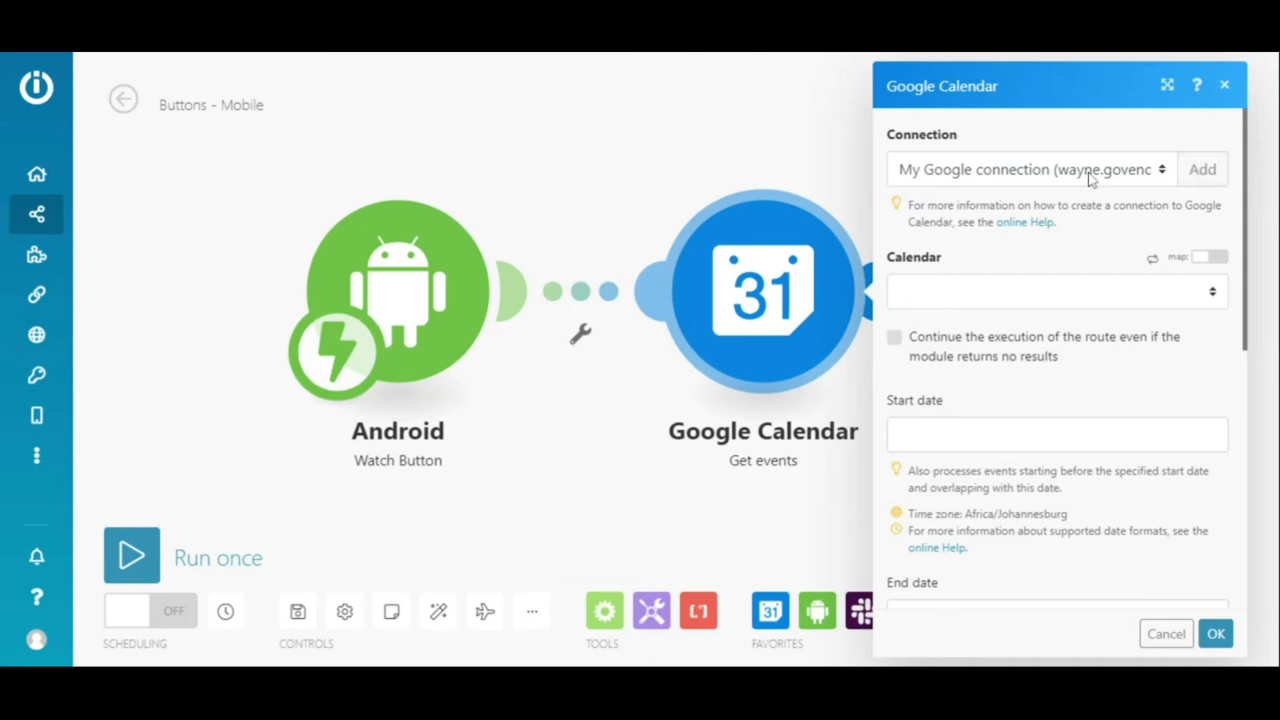 Buttons - Mobile
Google Calendar
?
Connection
My Google connection (wayne.govenc
Add
For more information on how to create a connection to Google
Calendar, see the online Help.
Calendar
map:
31
Continue the execution of the route even if the
module returns no results
Start date
Android
Watch Button
Google Calendar
Get events
Also processes events starting before the specified start date
and overlapping with this date.
Time zone: Africa/Johannesburg
For more information about supported date formats, see the
online Help.
End date
Run once
OFF
31
SCHEDULING
CONTROLS
TOOLS
FAVORITES
Cancel
OK
?